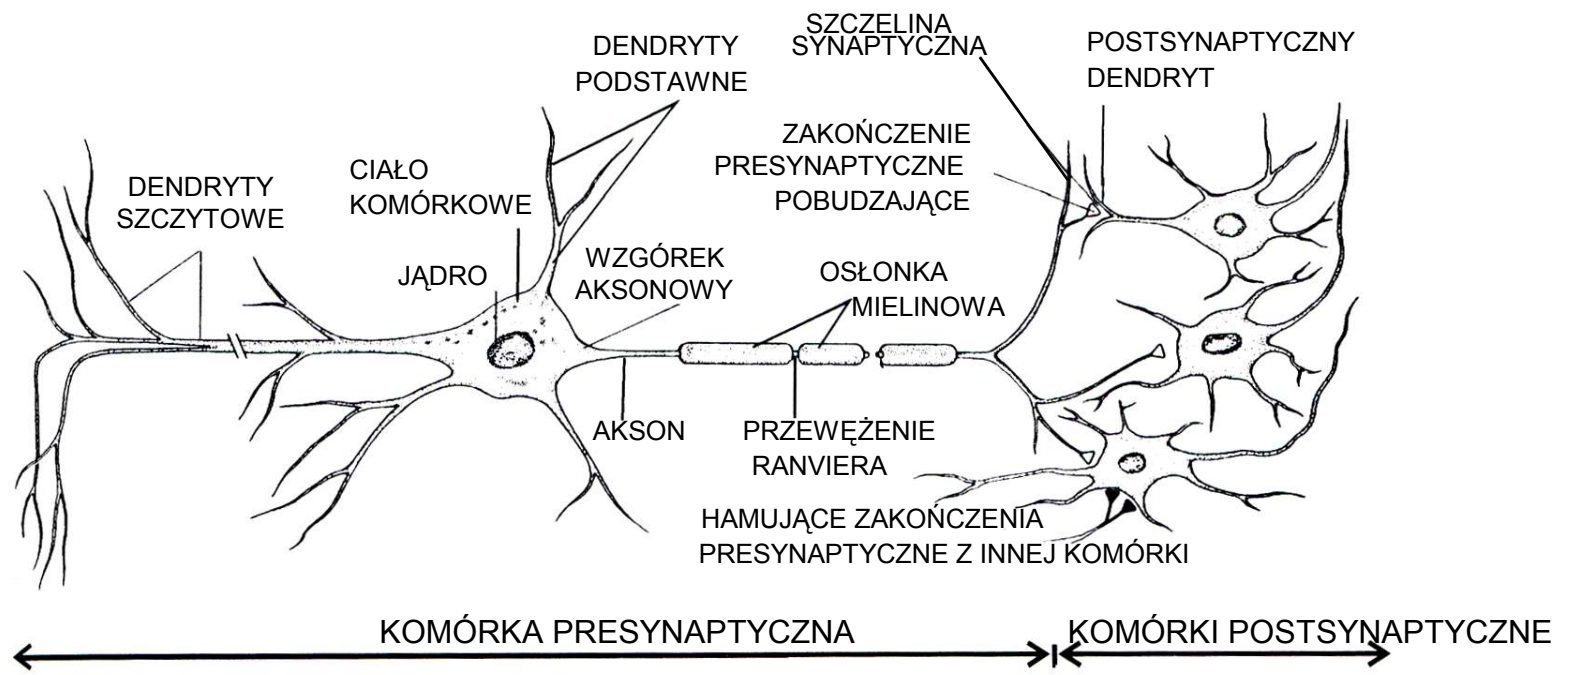 SZCZELINA
SYNAPTYCZNA
DENDRYTY
PODSTAWNE
POSTSYNAPTYCZNY
DENDRYT
ZAKOŃCZENIE
PRESYNAPTYCZNE
POBUDZAJĄCE
CIAŁO
KOMÓRKOWE
DENDRYTY
SZCZYTOWE
JĄDRO
WZGÓREK
AKSONOWY
OSŁONKA
MIELINOWA
AKSON
PRZEWĘŻENIE
RANVIERA
HAMUJĄCE ZAKOŃCZENIA
PRESYNAPTYCZNE Z INNEJ KOMÓRKI
KOMÓRKA PRESYNAPTYCZNA
KOMÓRKI POSTSYNAPTYCZNE